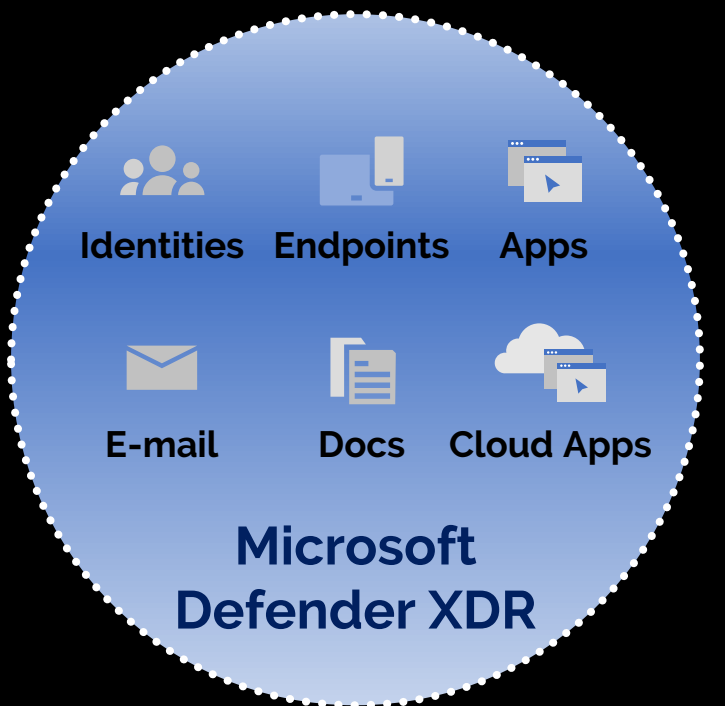 Identities Endpoints Apps
E-mail Docs Cloud Apps
Microsoft
Defender XDR